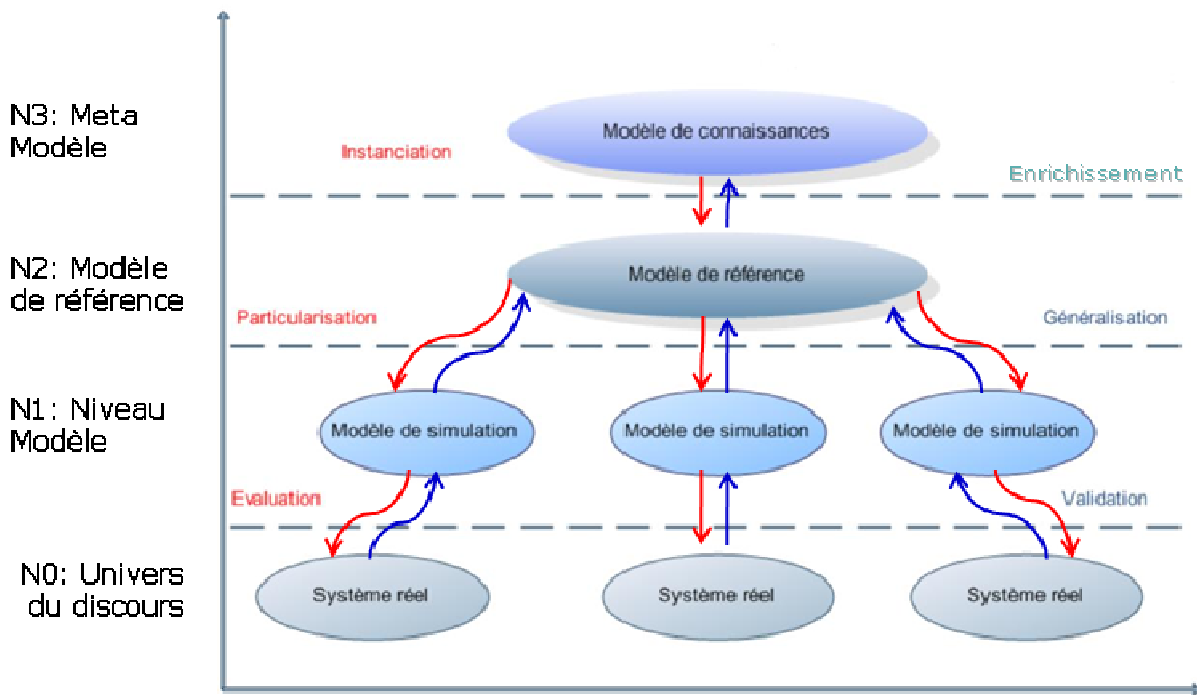 N3: Meta
Modèle
Modèle de connaissances
Instanciation
Enrichissement
N2: Modèle
de référence
Modèle de référence
Particularisation
Généralisation
N1: Niveau
Modèle
Modèle de simulation
Modèle de simulation
Modèle de simulation
Evaluation
Validation
N0: Univers
du discours
Système réel
Système réel
Système réel